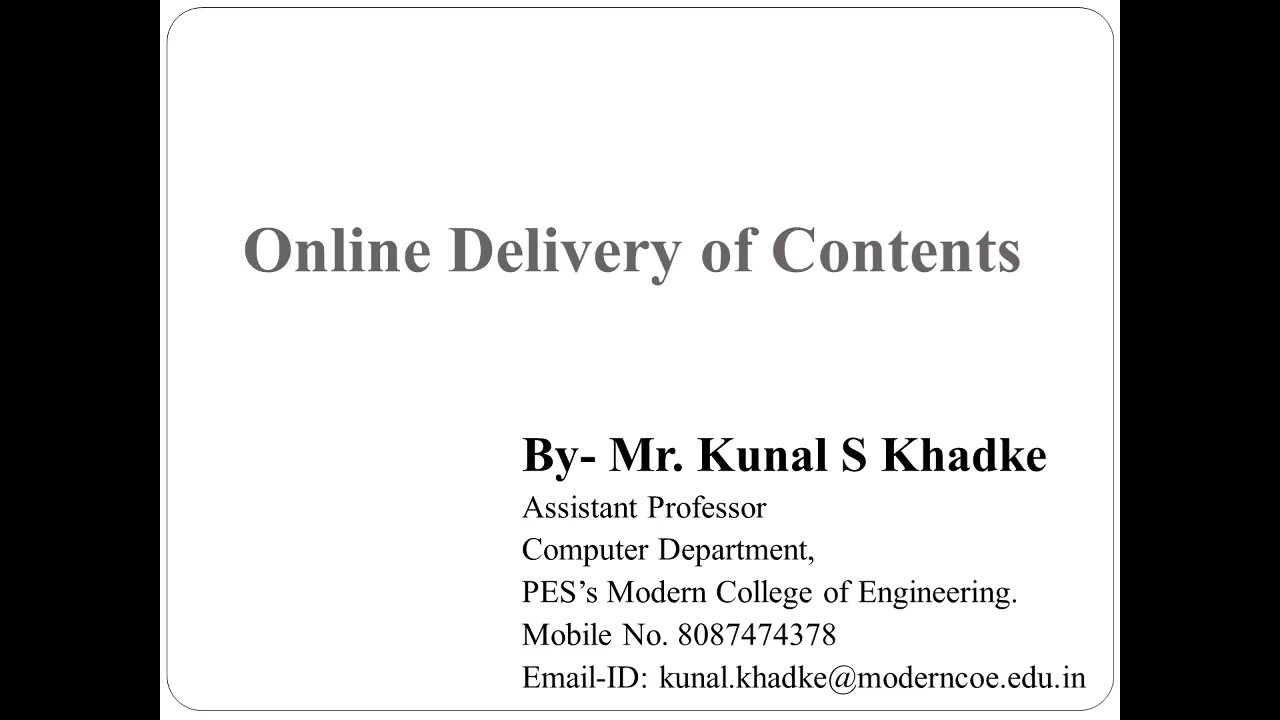 Online Delivery of Contents
By- Mr. Kunal S Khadke
Assistant Professor
Computer Department,
PES’s Modern College of Engineering.
Mobile No. 8087474378
Email-ID: kunal.khadke@moderncoe.edu.in